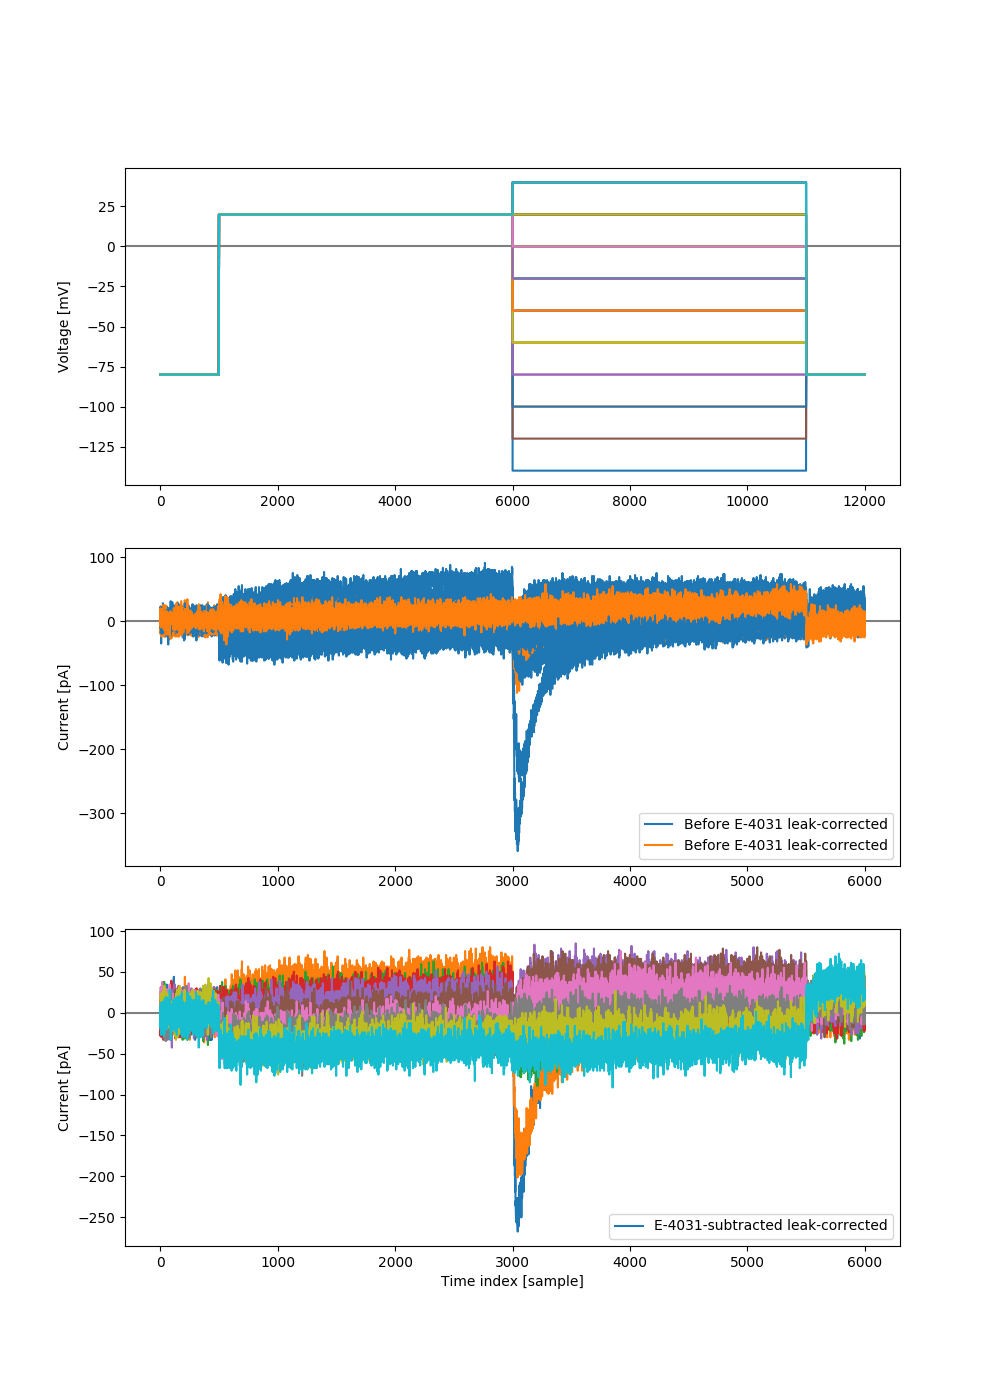 25
0
−25
−50
−75
−100
−125
Voltage [mV]
0 2000 4000 6000 8000 10000 12000
100
0
−100
−200
−300
Current [pA]
Before E-4031 leak-corrected
Before E-4031 leak-corrected
0 1000 2000 3000 4000 5000 6000
100
50
0
−50
−100
−150
−200
−250
Current [pA]
E-4031-subtracted leak-corrected
0 1000 2000 3000 4000 5000 6000
Time index [sample]